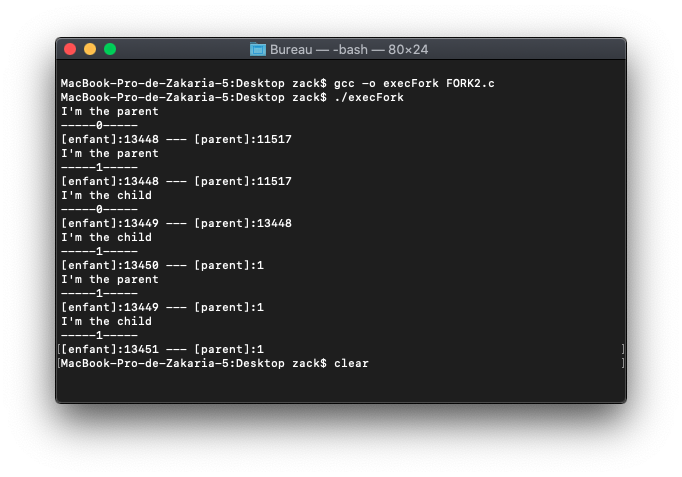 Bureau — -bash — 80×24
MacBook-Pro-de-Zakaria-5:Desktop zack$ gcc -o execFork FORK2.c
MacBook-Pro-de-Zakaria-5:Desktop zack$ ./execFork
I'm the parent
-----0-----
[enfant]:13448 --- [parent]:11517
I'm the parent
-----1-----
[enfant]:13448 --- [parent]:11517
I'm the child
-----0-----
[enfant]:13449 --- [parent]:13448
I'm the child
-----1-----
[enfant]:13450 --- [parent]:1
I'm the parent
-----1-----
[enfant]:13449 --- [parent]:1
I'm the child
-----1-----
[[enfant]:13451 --- [parent]:1 ]
[MacBook-Pro-de-Zakaria-5:Desktop zack$ clear ]